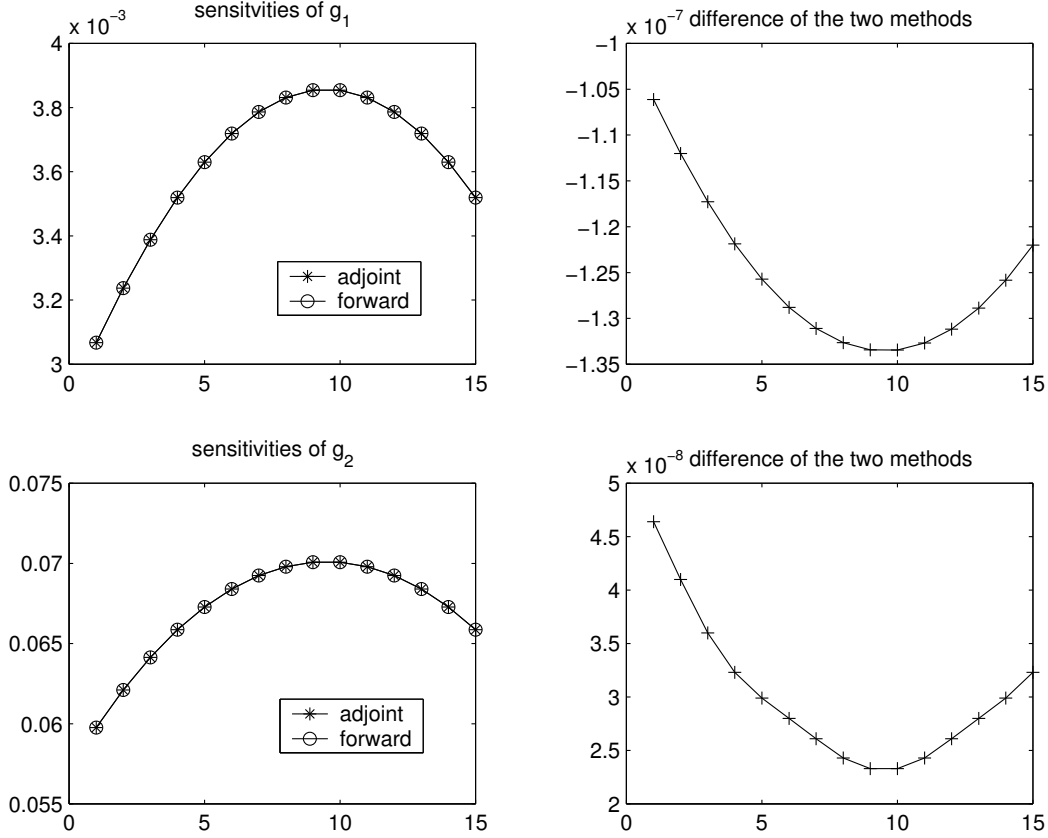 sensitvities of g1
x 10−3
4
3.8
3.6
3.4
3.2
3
0 5 10 15
adjoint
forward
x 10−7 difference of the two methods
−1
−1.05
−1.1
−1.15
−1.2
−1.25
−1.3
−1.35
0 5 10 15
sensitivities of g2
0.075
0.07
0.065
0.06
0.055
0 5 10 15
adjoint
forward
x 10−8 difference of the two methods
5
4.5
4
3.5
3
2.5
2
0 5 10 15